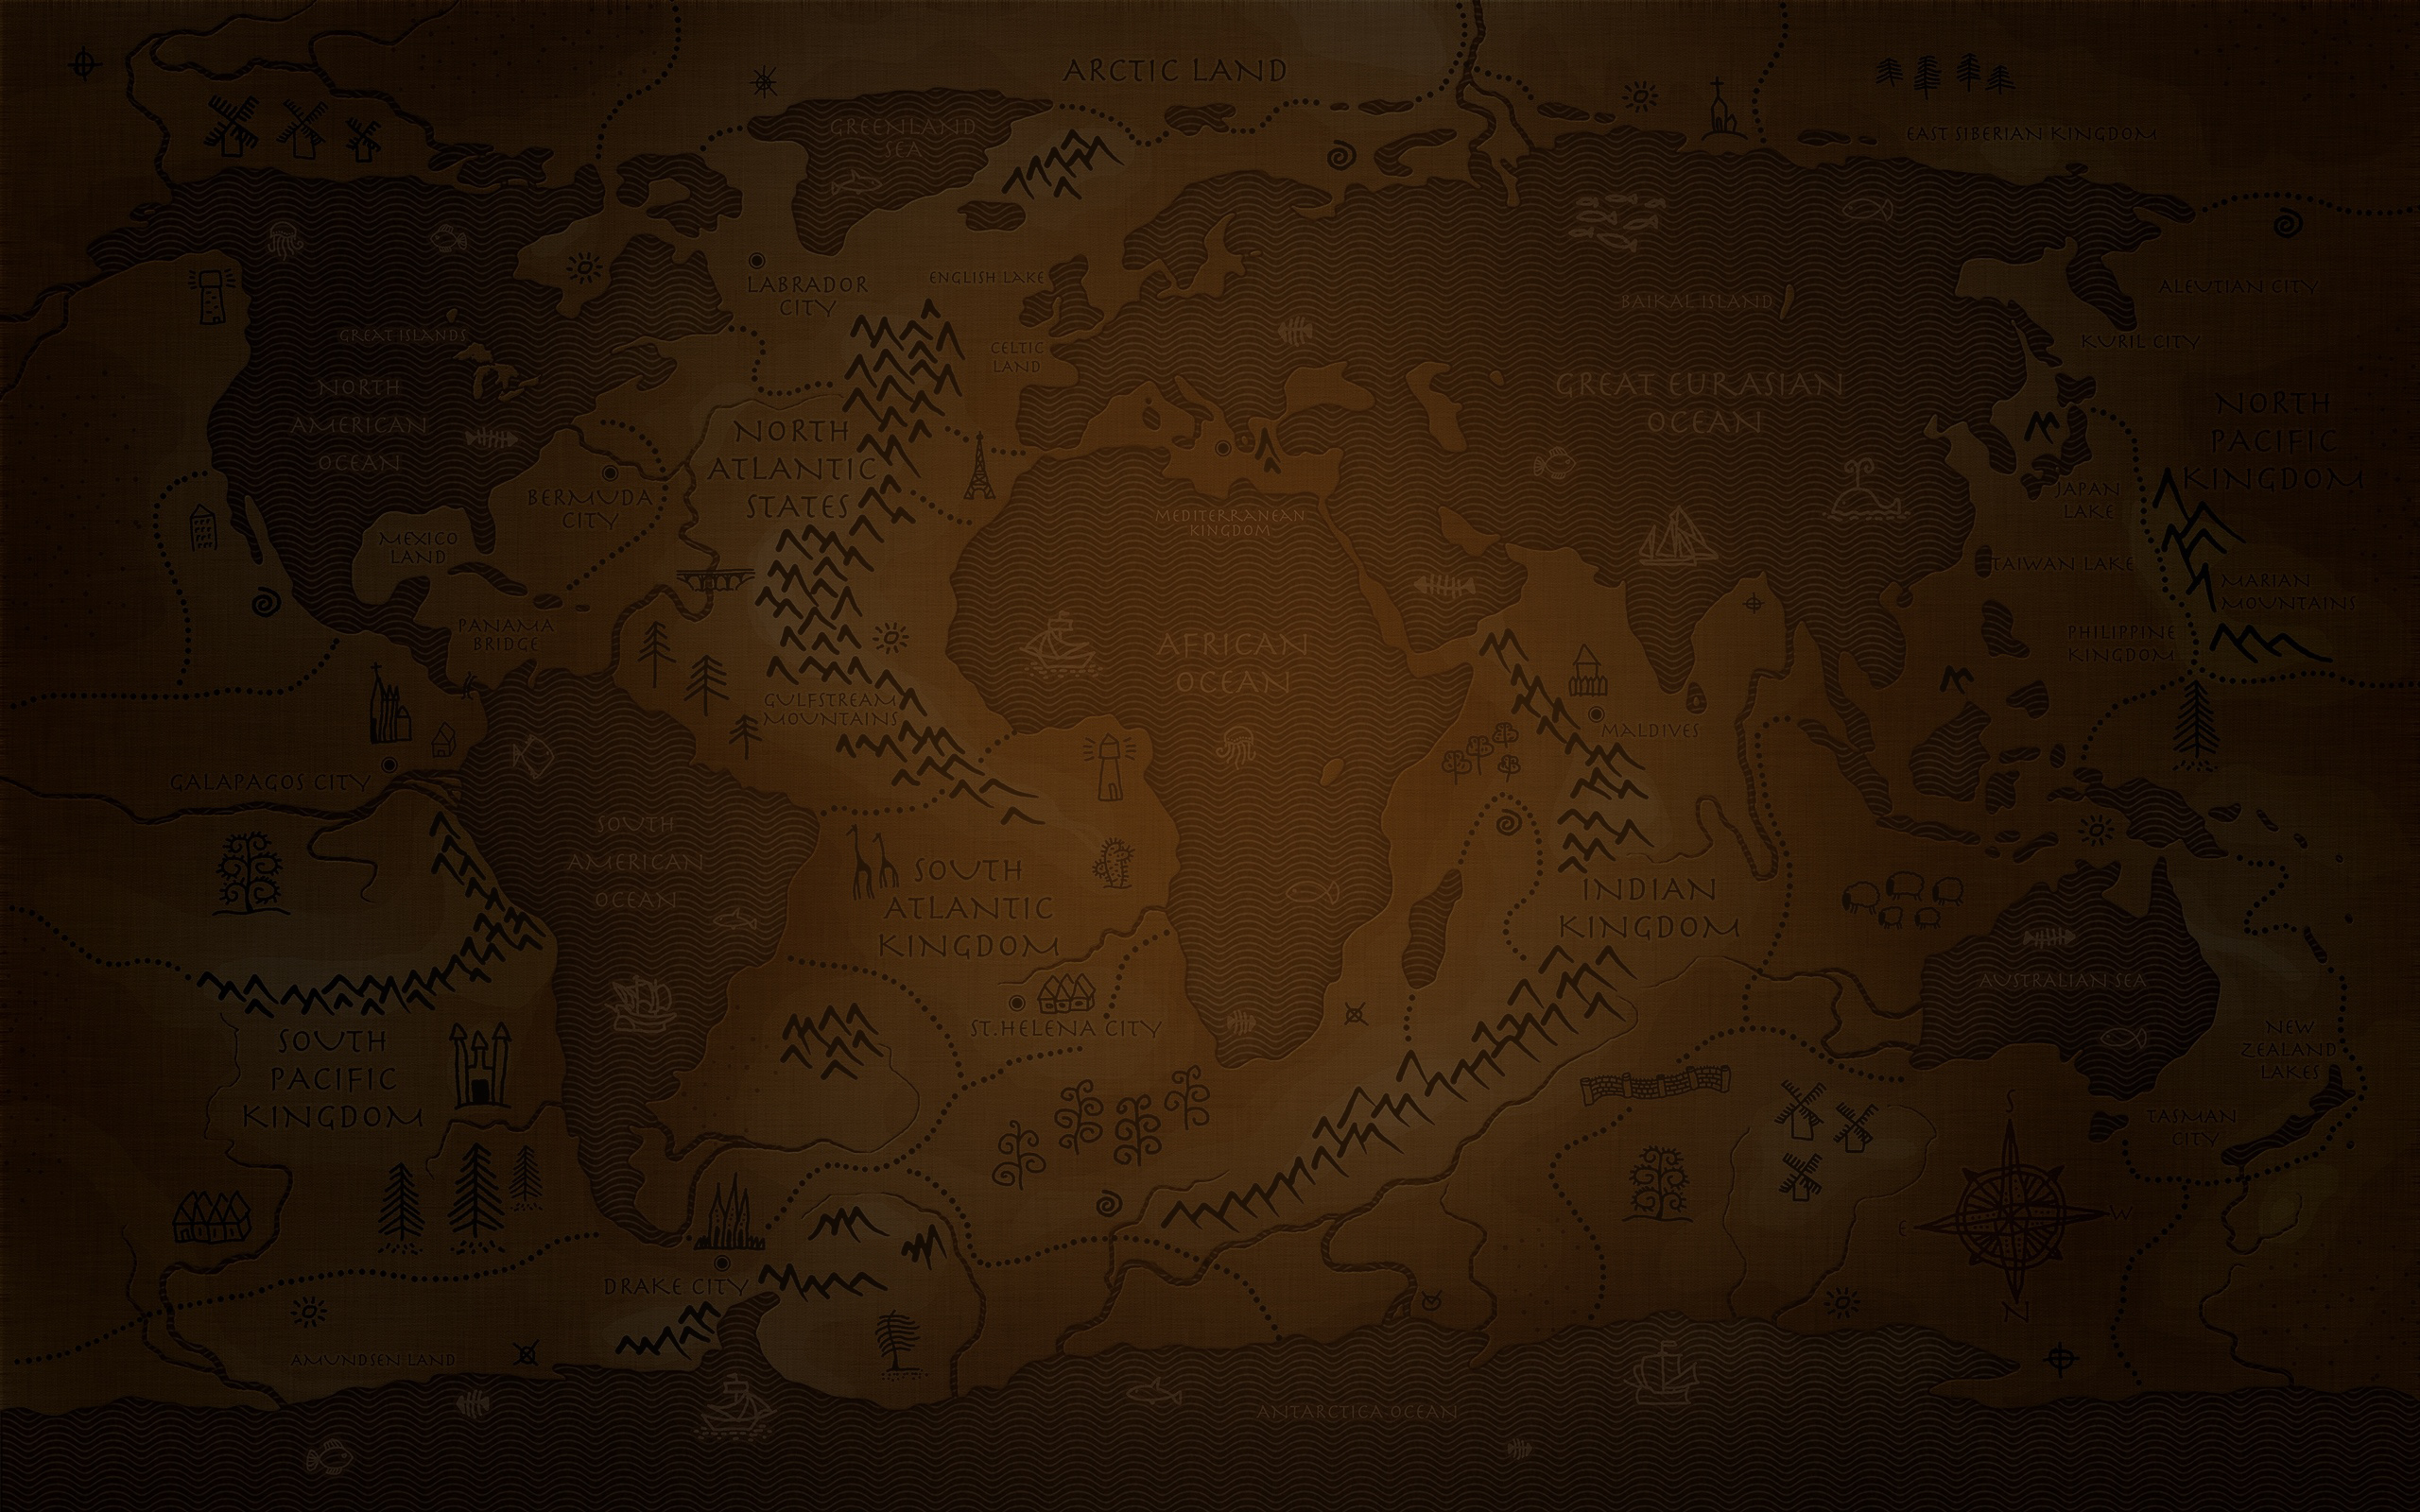 ARCTIC LAND
GREENLAND
SEA
EAST SIBERIAN KINGDOM
LABRADOR
CITY
ENGLISH LAKE
BAIKAL ISLAND
ALEUTIAN CITY
GREAT ISLANDS
CELTIC
LAND
KURIL CITY
NORTH
AMERICAN
OCEAN
GREAT EURASIAN
OCEAN
NORTH
PACIFIC
KINGDOM
NORTH
ATLANTIC
STATES
BERMUDA
CITY
JAPAN
LAKE
MEDITERRANEAN
KINGDOM
MEXICO
LAND
TAIWAN LAKE
MARIAN
MOUNTAINS
PANAMA
BRIDGE
AFRICAN
OCEAN
PHILIPPINE
KINGDOM
GULFSTREAM
MOUNTAINS
MALDIVES
GALAPAGOS CITY
SOUTH
AMERICAN
OCEAN
SOUTH
ATLANTIC
KINGDOM
INDIAN
KINGDOM
AUSTRALIAN SEA
ST.HELENA CITY
SOUTH
PACIFIC
KINGDOM
NEW
ZEALAND
LAKES
TASMAN
CITY
S
E
W
N
DRAKE CITY
AMUNDSEN LAND
ANTARCTICA OCEAN